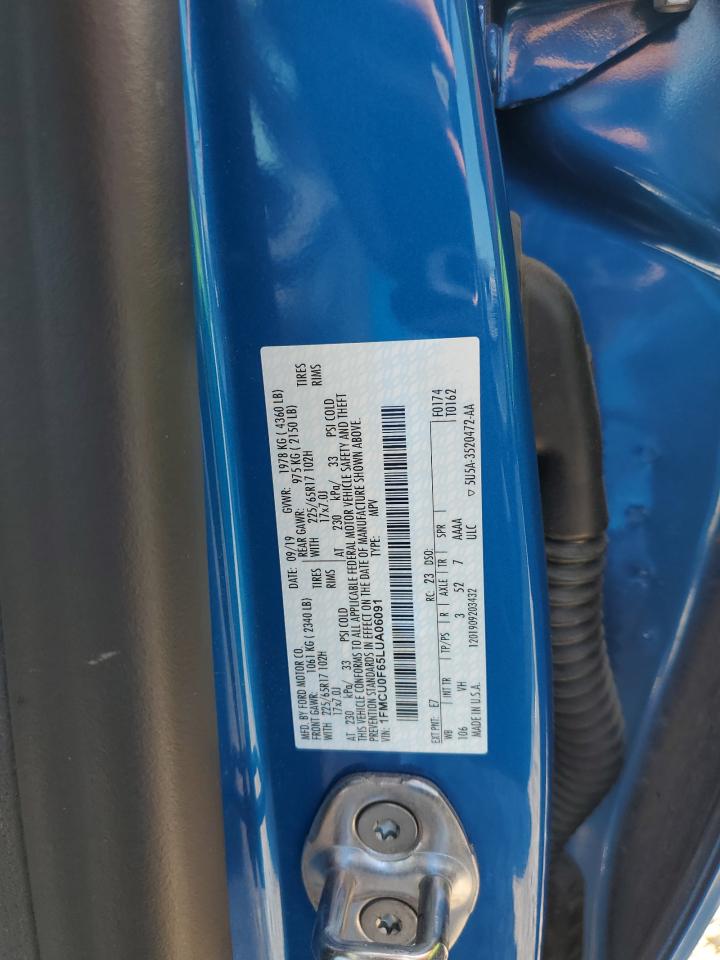 MFD. BY FORD MOTOR CO.
DATE: 09/19 GVWR: 1978 KG ( 4360 LB)
FRONT GAWR: 1061 KG ( 2340 LB) REAR GAWR: 975 KG ( 2150 LB)
WITH 225/65R17 102H TIRES WITH 225/65R17 102H TIRES
17x7.0J RIMS 17x7.0J RIMS
AT 230 kPa/ 33 PSI COLD AT 230 kPa/ 33 PSI COLD
THIS VEHICLE CONFORMS TO ALL APPLICABLE FEDERAL MOTOR VEHICLE SAFETY AND THEFT
PREVENTION STANDARDS IN EFFECT ON THE DATE OF MANUFACTURE SHOWN ABOVE.
VIN: 1FMCU0F65LUA06091 TYPE: MPV
EXT PNT: E7 RC: 23 DSO: F0174
WB INT TR TP/PS R AXLE TR SPR T0162
106 VH 3 52 7 AAAA
MADE IN U.S.A. 1201909203432 ULC ▽ 5U5A-3520472-AA